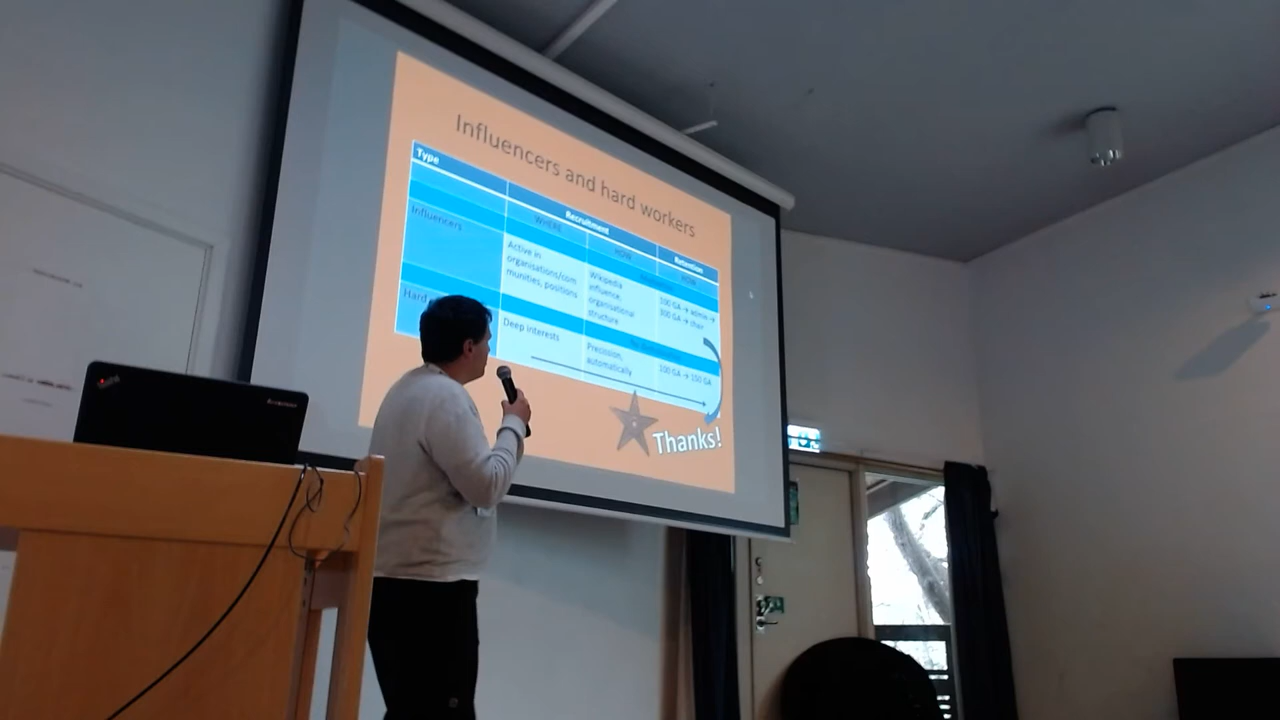 Influencers and hard workers
Type
Recruitment
Retention
WHERE
HOW
HOW
Influencers
Active in
organisations/com
munities, positions
Wikipedia
influence,
organisational
structure
100 GA → admin →
300 GA → chair
Hard
Deep interests
Precision,
automatically
100 GA → 150 GA
Thanks!
Lenovo